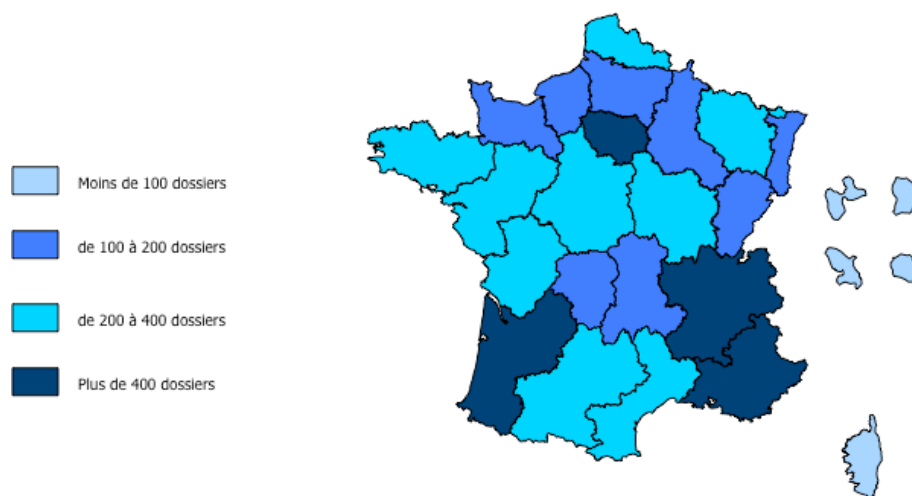 Moins de 100 dossiers
de 100 à 200 dossiers
de 200 à 400 dossiers
Plus de 400 dossiers